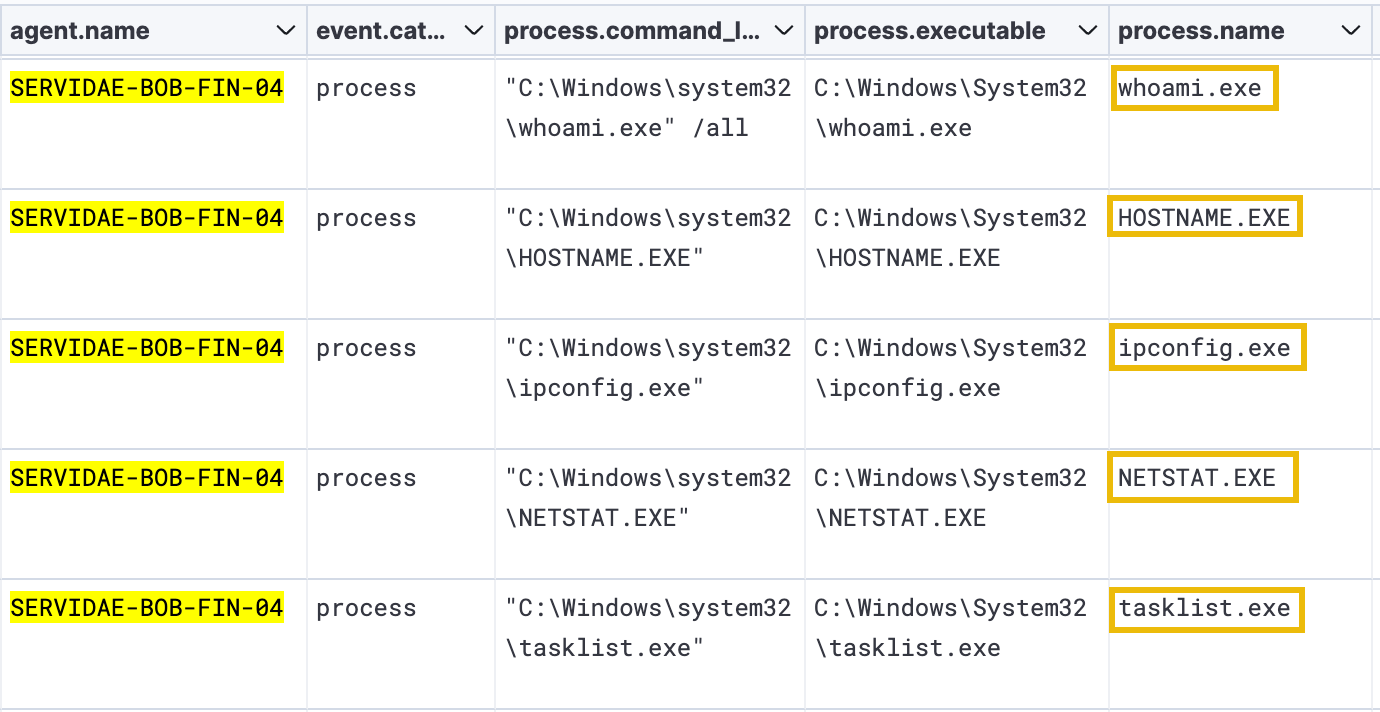 agent.name event.cat... process.command_l... process.executable process.name
SERVIDAE-BOB-FIN-04 process "C:\Windows\system32 C:\Windows\System32 whoami.exe
\whoami.exe" /all \whoami.exe
SERVIDAE-BOB-FIN-04 process "C:\Windows\system32 C:\Windows\System32 HOSTNAME.EXE
\HOSTNAME.EXE" \HOSTNAME.EXE
SERVIDAE-BOB-FIN-04 process "C:\Windows\system32 C:\Windows\System32 ipconfig.exe
\ipconfig.exe" \ipconfig.exe
SERVIDAE-BOB-FIN-04 process "C:\Windows\system32 C:\Windows\System32 NETSTAT.EXE
\NETSTAT.EXE" \NETSTAT.EXE
SERVIDAE-BOB-FIN-04 process "C:\Windows\system32 C:\Windows\System32 tasklist.exe
\tasklist.exe" \tasklist.exe